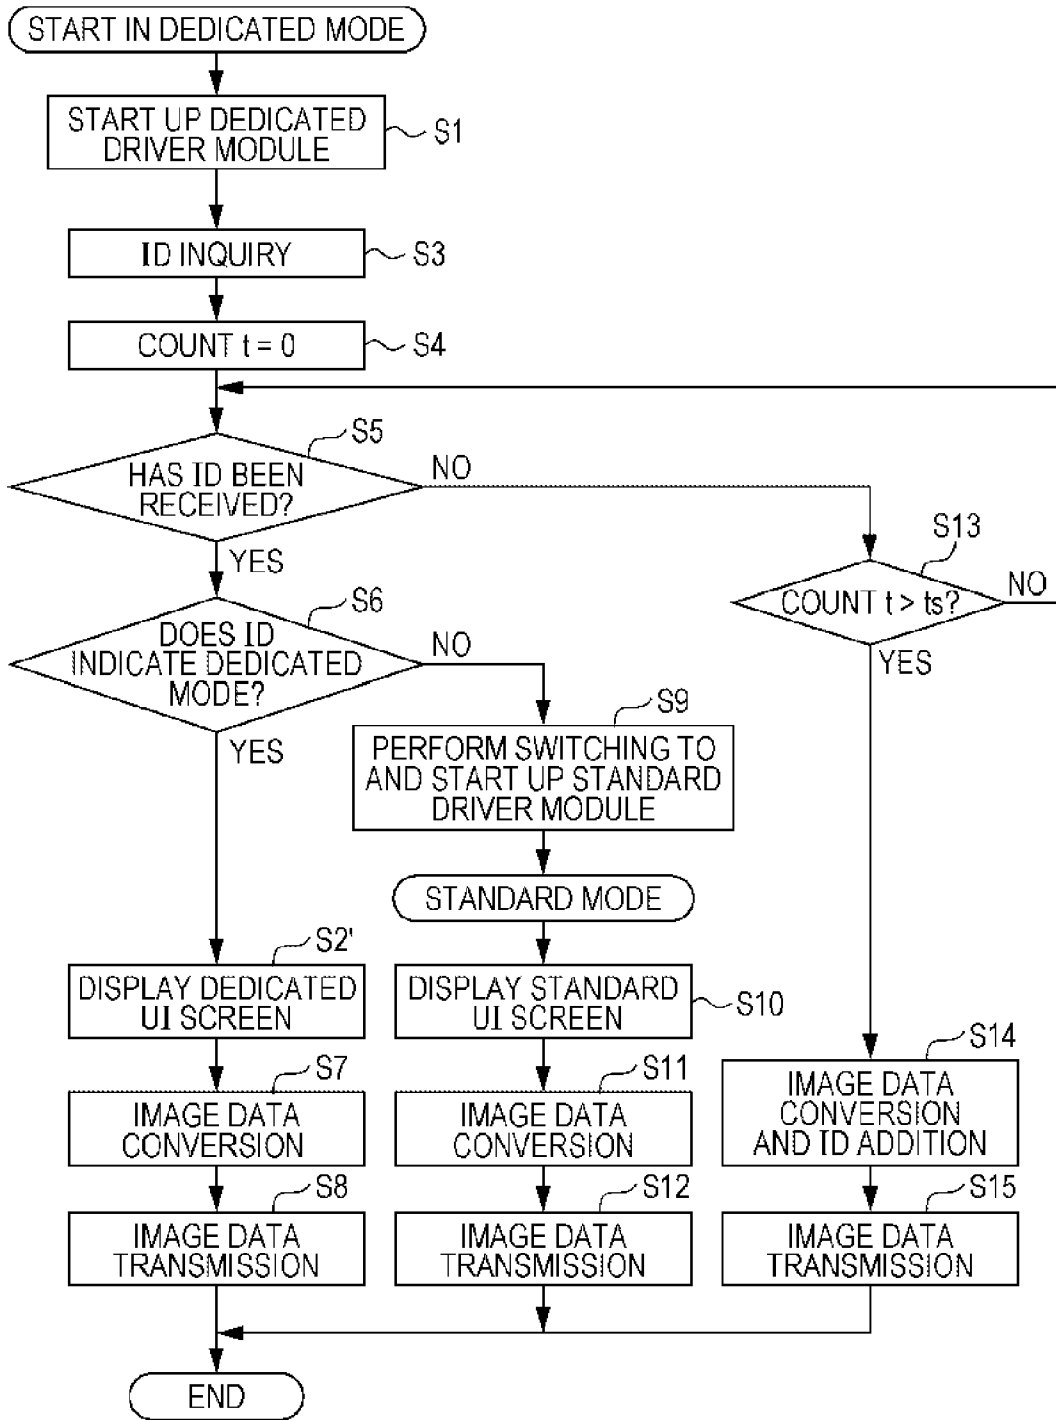 START IN DEDICATED MODE
START UP DEDICATED
DRIVER MODULE
S1
ID INQUIRY
S3
COUNT t = 0
S4
S5
HAS ID BEEN
RECEIVED?
NO
YES
S13
COUNT t > ts?
NO
YES
S6
DOES ID
INDICATE DEDICATED
MODE?
NO
YES
S9
PERFORM SWITCHING TO
AND START UP STANDARD
DRIVER MODULE
STANDARD MODE
S2'
DISPLAY DEDICATED
UI SCREEN
DISPLAY STANDARD
UI SCREEN
S10
S7
IMAGE DATA
CONVERSION
S11
IMAGE DATA
CONVERSION
S14
IMAGE DATA
CONVERSION
AND ID ADDITION
S8
IMAGE DATA
TRANSMISSION
S12
IMAGE DATA
TRANSMISSION
S15
IMAGE DATA
TRANSMISSION
END